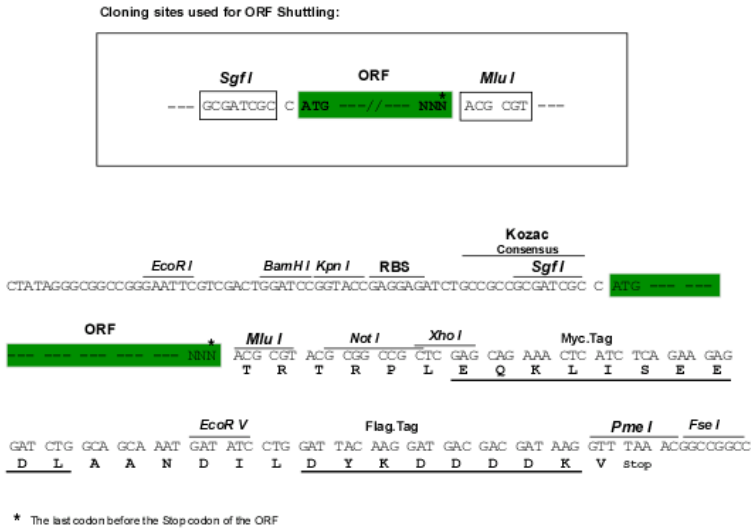 Cloning sites used for ORF Shuttling:
Sgf I ORF Mlu I
--- GCGATCGC C ATG ---//--- NNN* ACG CGT ---
Kozac
Consensus
EcoR I BamH I Kpn I RBS Sgf I
CTATAGGGCGGCCGGGAATTCGTCGACTGGATCCGGTACCGAGGAGATCTGCCGCCGCGATCGC C ATG --- --- ---
ORF Mlu I Not I Xho I Myc.Tag
--- --- --- --- --- --- NNN* ACG CGT ACG CGG CCG CTC GAG CAG AAA CTC ATC TCA GAA GAG
T R T R P L E Q K L I S E E
EcoR V Flag.Tag Pme I Fse I
GAT CTG GCA GCA AAT GAT ATC CTG GAT TAC AAG GAT GAC GAC GAT AAG GTT TAA ACGGCCGGCC
D L A A N D I L D Y K D D D D K V Stop
* The last codon before the Stop codon of the ORF